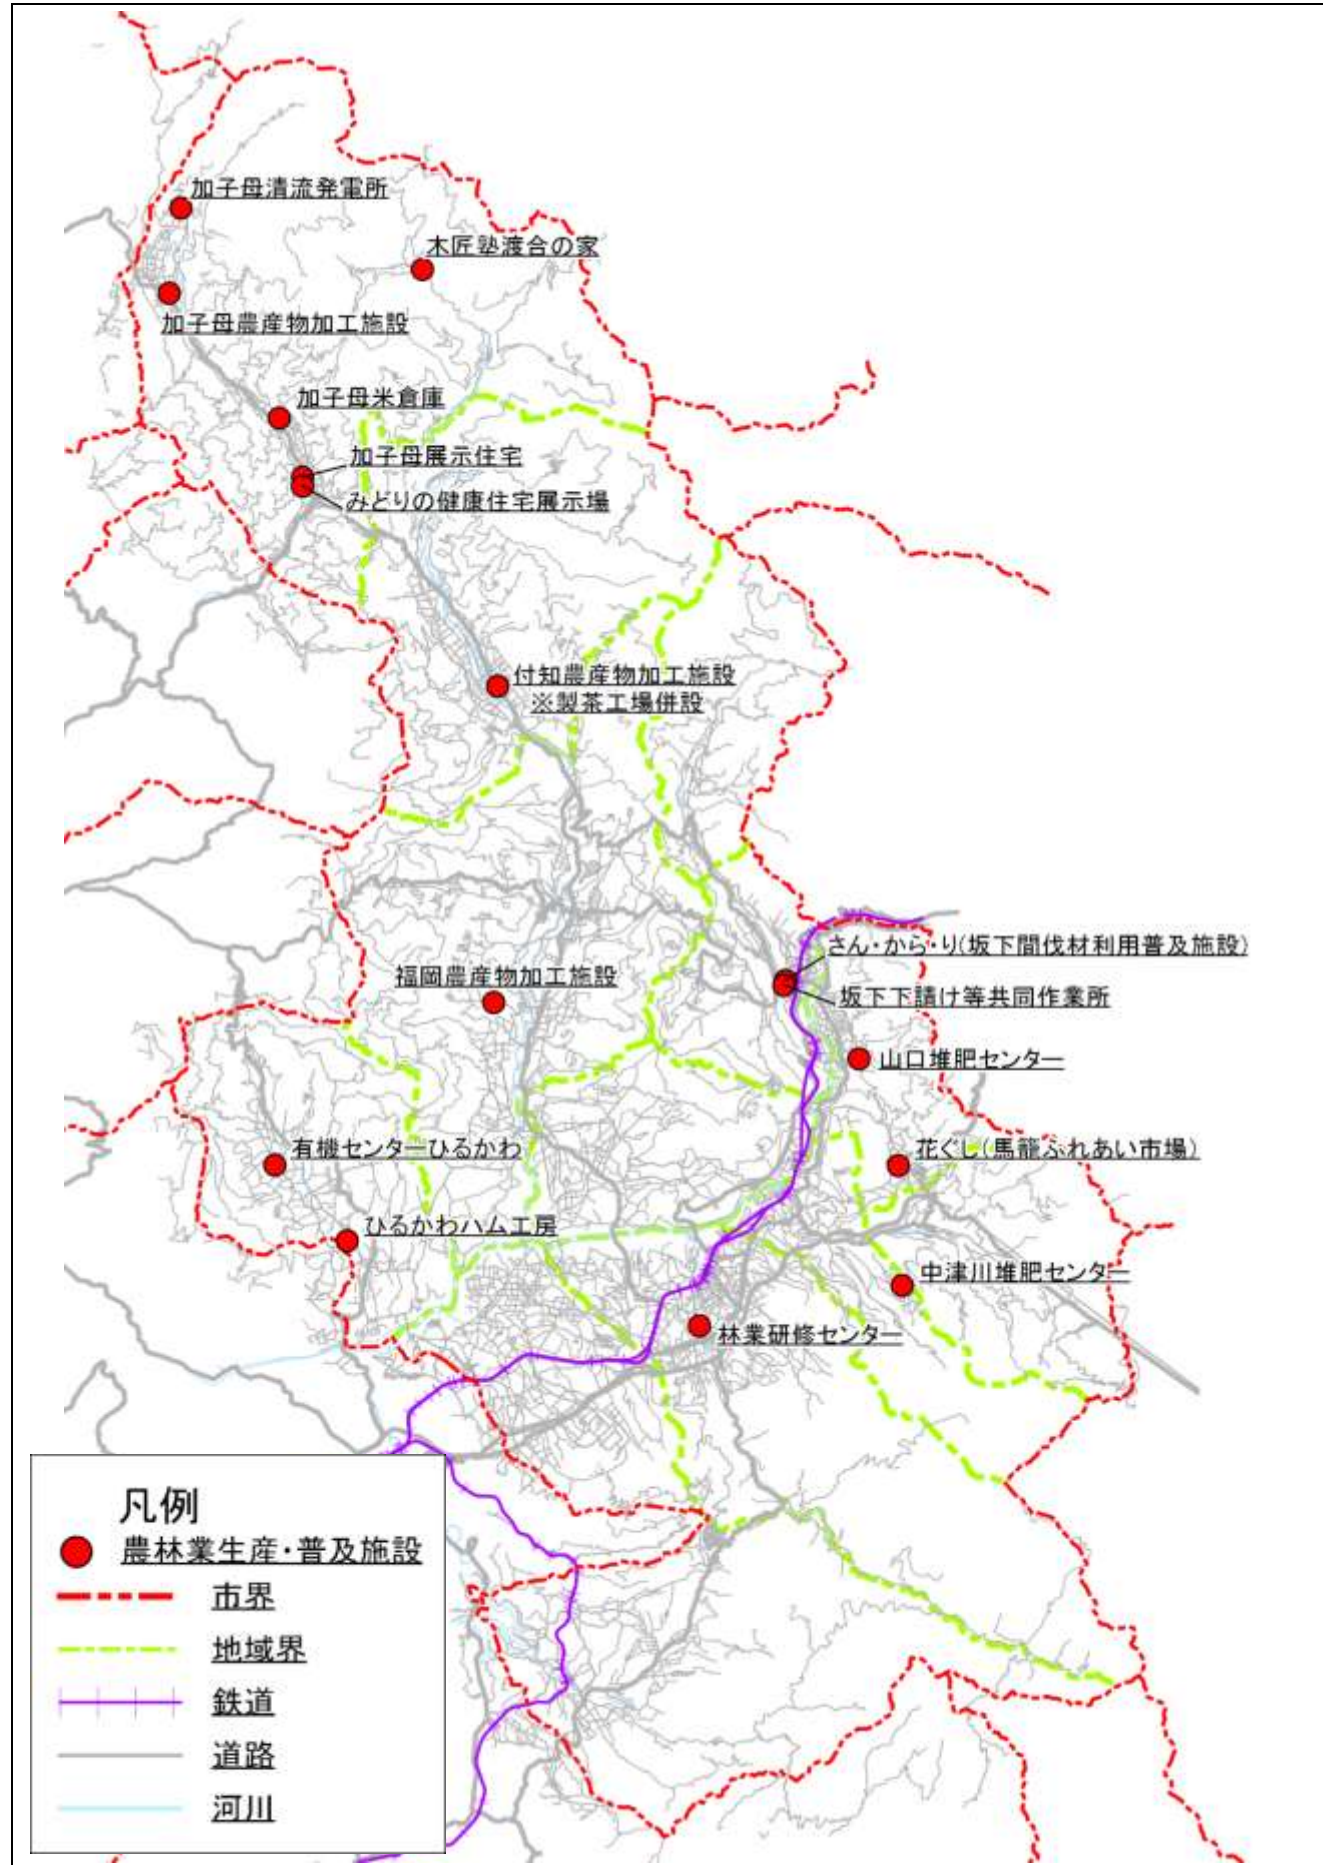 加子母清流発電所
木匠塾渡合の家
加子母農産物加工施設
加子母米倉庫
加子母展示住宅
みどりの健康住宅展示場
付知農産物加工施設
※製茶工場併設
さん・から・り(坂下間伐材利用普及施設)
福岡農産物加工施設
坂下下請け等共同作業所
山口堆肥センター
有機センターひるかわ
花ぐし(馬籠ふれあい市場)
ひるかわハム工房
中津川堆肥センター
林業研修センター
凡例
農林業生産・普及施設
市界
地域界
鉄道
道路
河川